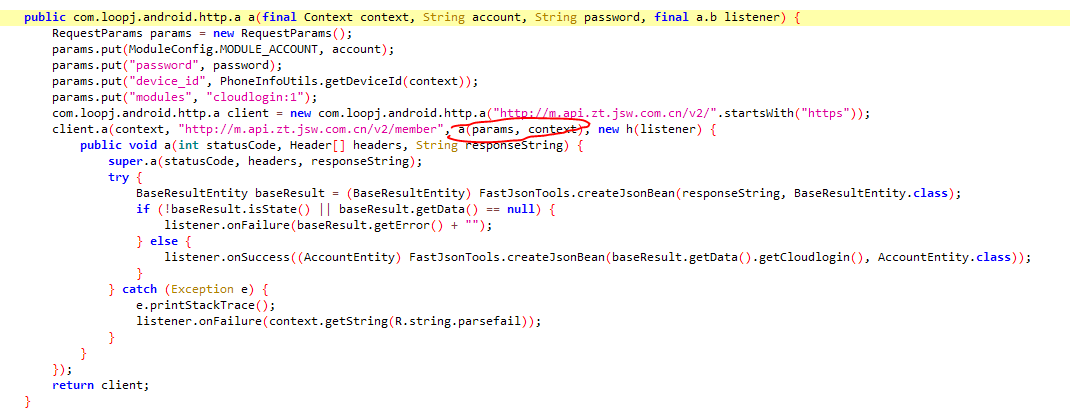 public com.loopj.android.http.a a(final Context context, String account, String password, final a.b listener) {
    RequestParams params = new RequestParams();
    params.put(ModuleConfig.MODULE_ACCOUNT, account);
    params.put("password", password);
    params.put("device_id", PhoneInfoUtils.getDeviceId(context));
    params.put("modules", "cloudlogin:1");
    com.loopj.android.http.a client = new com.loopj.android.http.a("http://m.api.zt.jsw.com.cn/v2/".startsWith("https"));
    client.a(context, "http://m.api.zt.jsw.com.cn/v2/member", a(params, context), new h(listener) {
        public void a(int statusCode, Header[] headers, String responseString) {
            super.a(statusCode, headers, responseString);
            try {
                BaseResultEntity baseResult = (BaseResultEntity) FastJsonTools.createJsonBean(responseString, BaseResultEntity.class);
                if (!baseResult.isState() || baseResult.getData() == null) {
                    listener.onFailure(baseResult.getError() + "");
                } else {
                    listener.onSuccess((AccountEntity) FastJsonTools.createJsonBean(baseResult.getData().getCloudlogin(), AccountEntity.class));
                }
            } catch (Exception e) {
                e.printStackTrace();
                listener.onFailure(context.getString(R.string.parsefail));
            }
        }
    });
    return client;
}